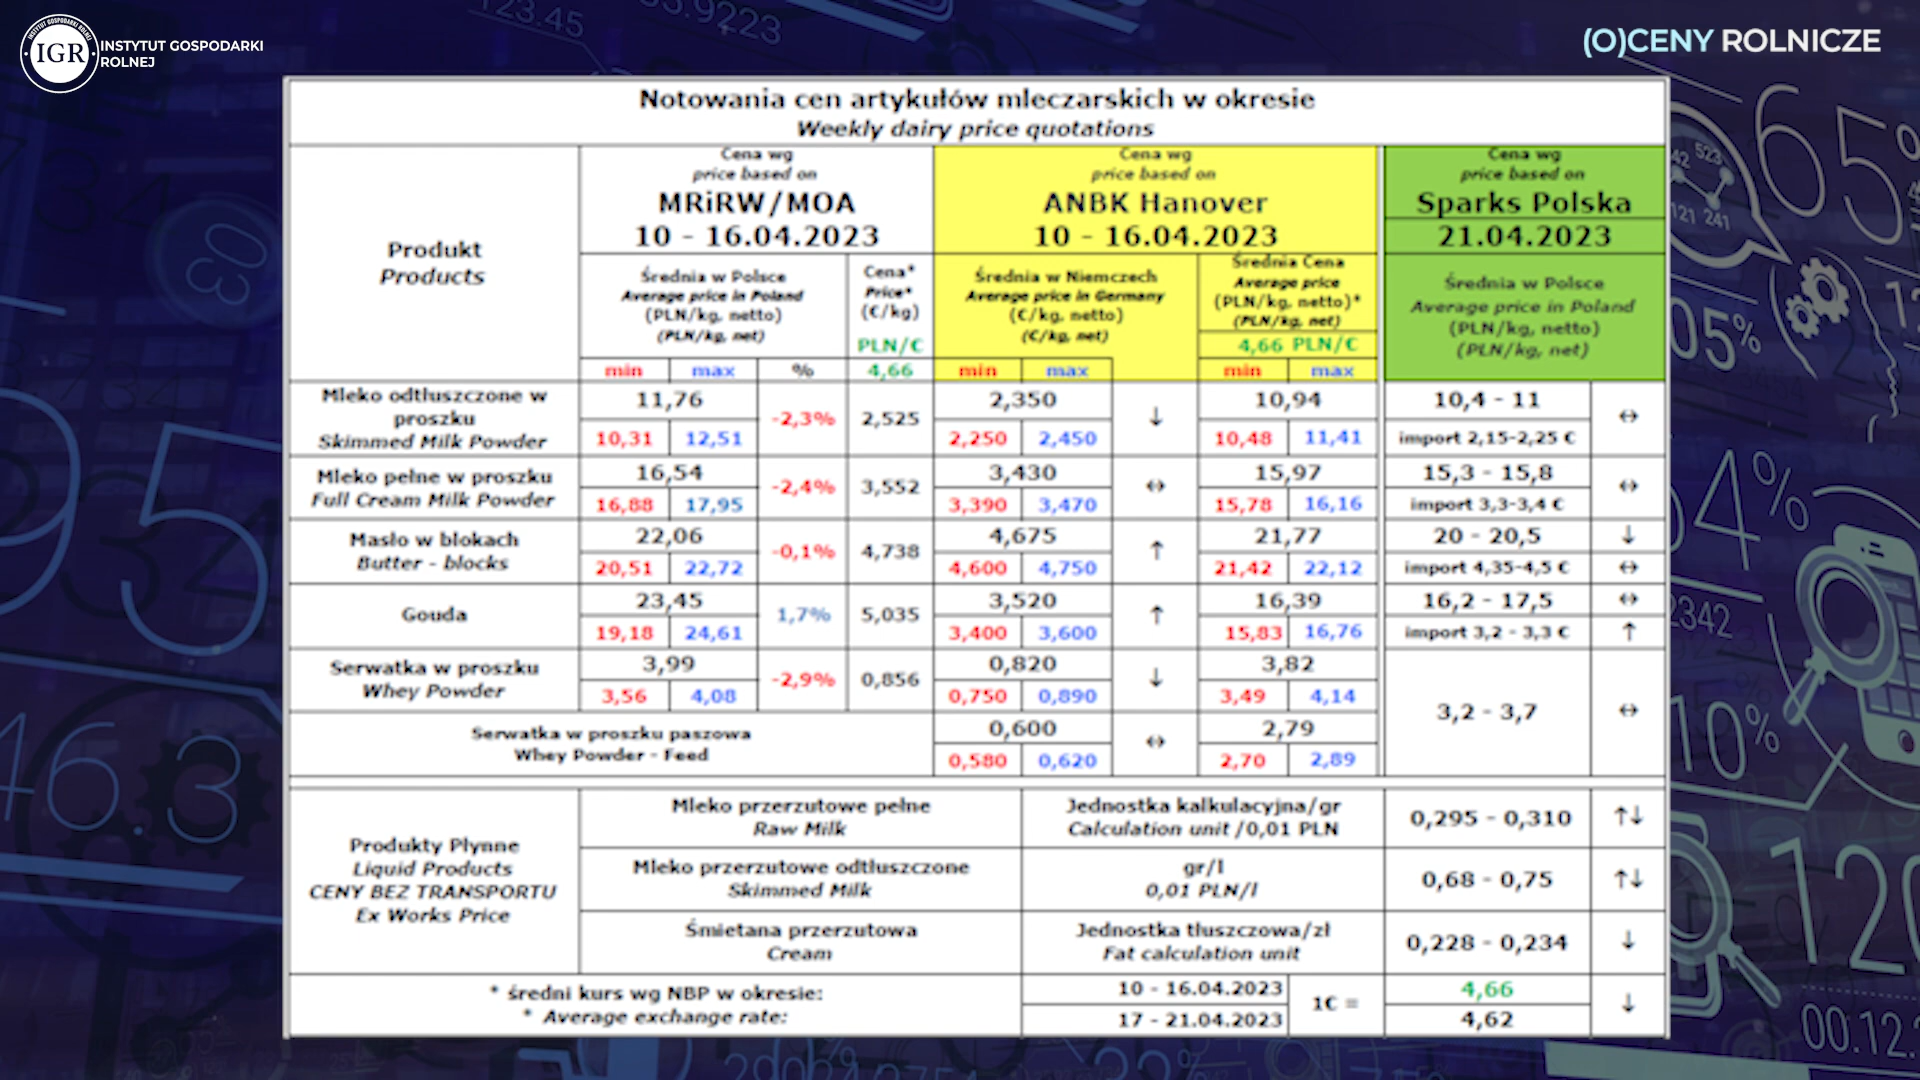 INSTYTUT GOSPODARKI ROLNEJ
IGR
INSTYTUT GOSPODARKI
ROLNEJ
(O)CENY ROLNICZE
Notowania cen artykułów mleczarskich w okresie
Weekly dairy price quotations
Produkt
Products
Cena wg
price based on
MRiRW/MOA
10 - 16.04.2023
Cena wg
price based on
ANBK Hanover
10 - 16.04.2023
Cena wg
price based on
Sparks Polska
21.04.2023
Średnia w Polsce
Average price in Poland
(PLN/kg, netto)
(PLN/kg, net)
Cena*
Price*
(€/kg)
PLN/€
Średnia w Niemczech
Average price in Germany
(€/kg, netto)
(€/kg, net)
Średnia Cena
Average price
(PLN/kg, netto)*
(PLN/kg, net)
4,66 PLN/€
Średnia w Polsce
Average price in Poland
(PLN/kg, netto)
(PLN/kg, net)
min max % 4,66 min max min max
Mleko odtłuszczone w
proszku
Skimmed Milk Powder
11,76
10,31 12,51
-2,3%
2,525
2,350
2,250 2,450
↓
10,94
10,48 11,41
10,4 - 11
import 2,15-2,25 €
↔
Mleko pełne w proszku
Full Cream Milk Powder
16,54
16,88 17,95
-2,4%
3,552
3,430
3,390 3,470
↔
15,97
15,78 16,16
15,3 - 15,8
import 3,3-3,4 €
↔
Masło w blokach
Butter - blocks
22,06
20,51 22,72
-0,1%
4,738
4,675
4,600 4,750
↑
21,77
21,42 22,12
20 - 20,5 ↓
import 4,35-4,5 € ↔
Gouda
23,45
19,18 24,61
1,7%
5,035
3,520
3,400 3,600
↑
16,39
15,83 16,76
16,2 - 17,5 ↔
import 3,2 - 3,3 € ↑
Serwatka w proszku
Whey Powder
3,99
3,56 4,08
-2,9%
0,856
0,820
0,750 0,890
↓
3,82
3,49 4,14
3,2 - 3,7 ↔
Serwatka w proszku paszowa
Whey Powder - Feed
0,600
0,580 0,620
↔
2,79
2,70 2,89
Produkty Płynne
Liquid Products
CENY BEZ TRANSPORTU
Ex Works Price
Mleko przerzutowe pełne
Raw Milk
Jednostka kalkulacyjna/gr
Calculation unit /0,01 PLN
0,295 - 0,310 ↑↓
Mleko przerzutowe odtłuszczone
Skimmed Milk
gr/l
0,01 PLN/l
0,68 - 0,75 ↑↓
Śmietana przerzutowa
Cream
Jednostka tłuszczowa/zł
Fat calculation unit
0,228 - 0,234 ↓
* średni kurs wg NBP w okresie:
* Average exchange rate:
10 - 16.04.2023
17 - 21.04.2023
1€ =
4,66
4,62
↓